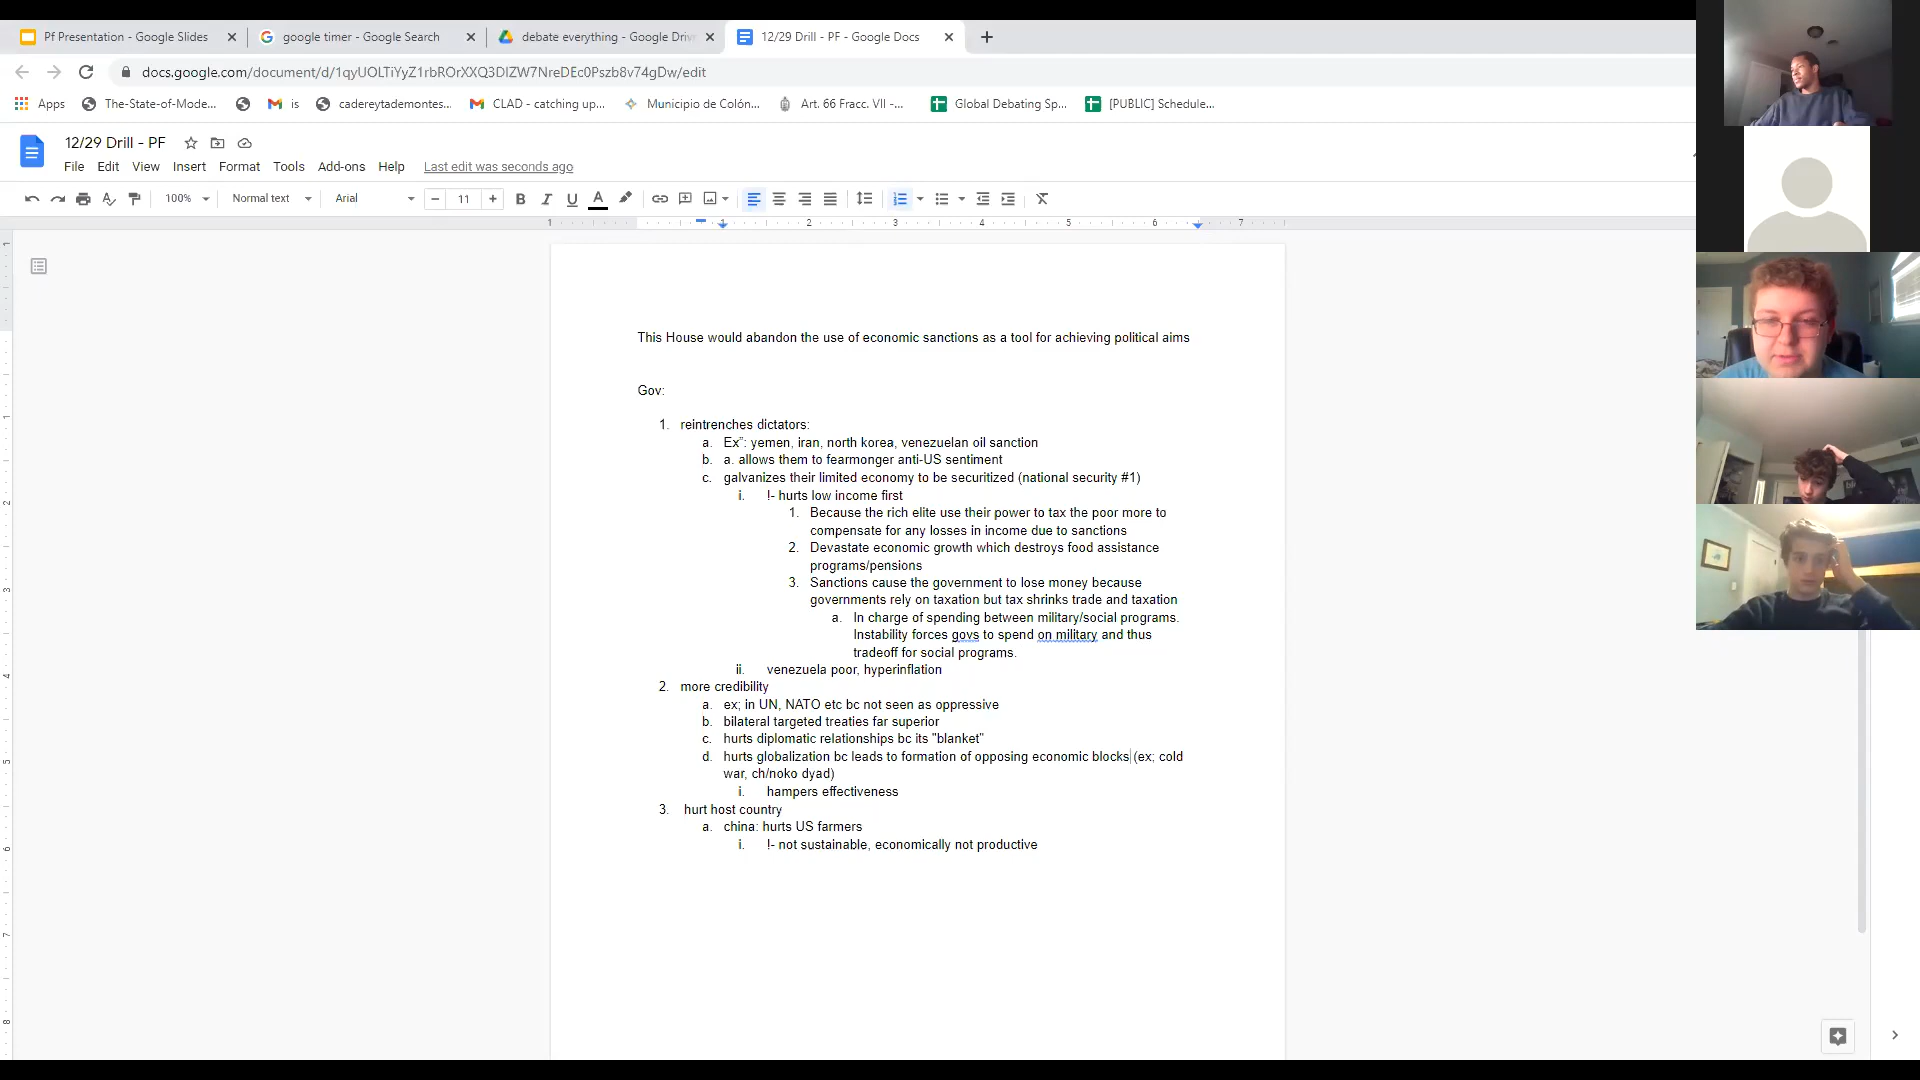 Pf Presentation - Google Slides
google timer - Google Search
debate everything - Google Driv
12/29 Drill - PF - Google Docs
docs.google.com/document/d/1qyUOLTiYyZ1rbROrXXQ3DlZW7NreDEc0Pszb8v74gDw/edit
Apps
The-State-of-Mode...
is
cadereytademontes...
CLAD - catching up...
Municipio de Colón...
Art. 66 Fracc. VII -...
Global Debating Sp...
[PUBLIC] Schedule...
12/29 Drill - PF
File Edit View Insert Format Tools Add-ons Help Last edit was seconds ago
100% Normal text Arial 11
1 1 2 3 4 5 6 7
This House would abandon the use of economic sanctions as a tool for achieving political aims
Gov:
1. reintrenches dictators:
a. Ex": yemen, iran, north korea, venezuelan oil sanction
b. a. allows them to fearmonger anti-US sentiment
c. galvanizes their limited economy to be securitized (national security #1)
i. !- hurts low income first
1. Because the rich elite use their power to tax the poor more to
compensate for any losses in income due to sanctions
2. Devastate economic growth which destroys food assistance
programs/pensions
3. Sanctions cause the government to lose money because
governments rely on taxation but tax shrinks trade and taxation
a. In charge of spending between military/social programs.
Instability forces govs to spend on military and thus
tradeoff for social programs.
ii. venezuela poor, hyperinflation
2. more credibility
a. ex; in UN, NATO etc bc not seen as oppressive
b. bilateral targeted treaties far superior
c. hurts diplomatic relationships bc its "blanket"
d. hurts globalization bc leads to formation of opposing economic blocks (ex; cold
war, ch/noko dyad)
i. hampers effectiveness
3. hurt host country
a. china: hurts US farmers
i. !- not sustainable, economically not productive